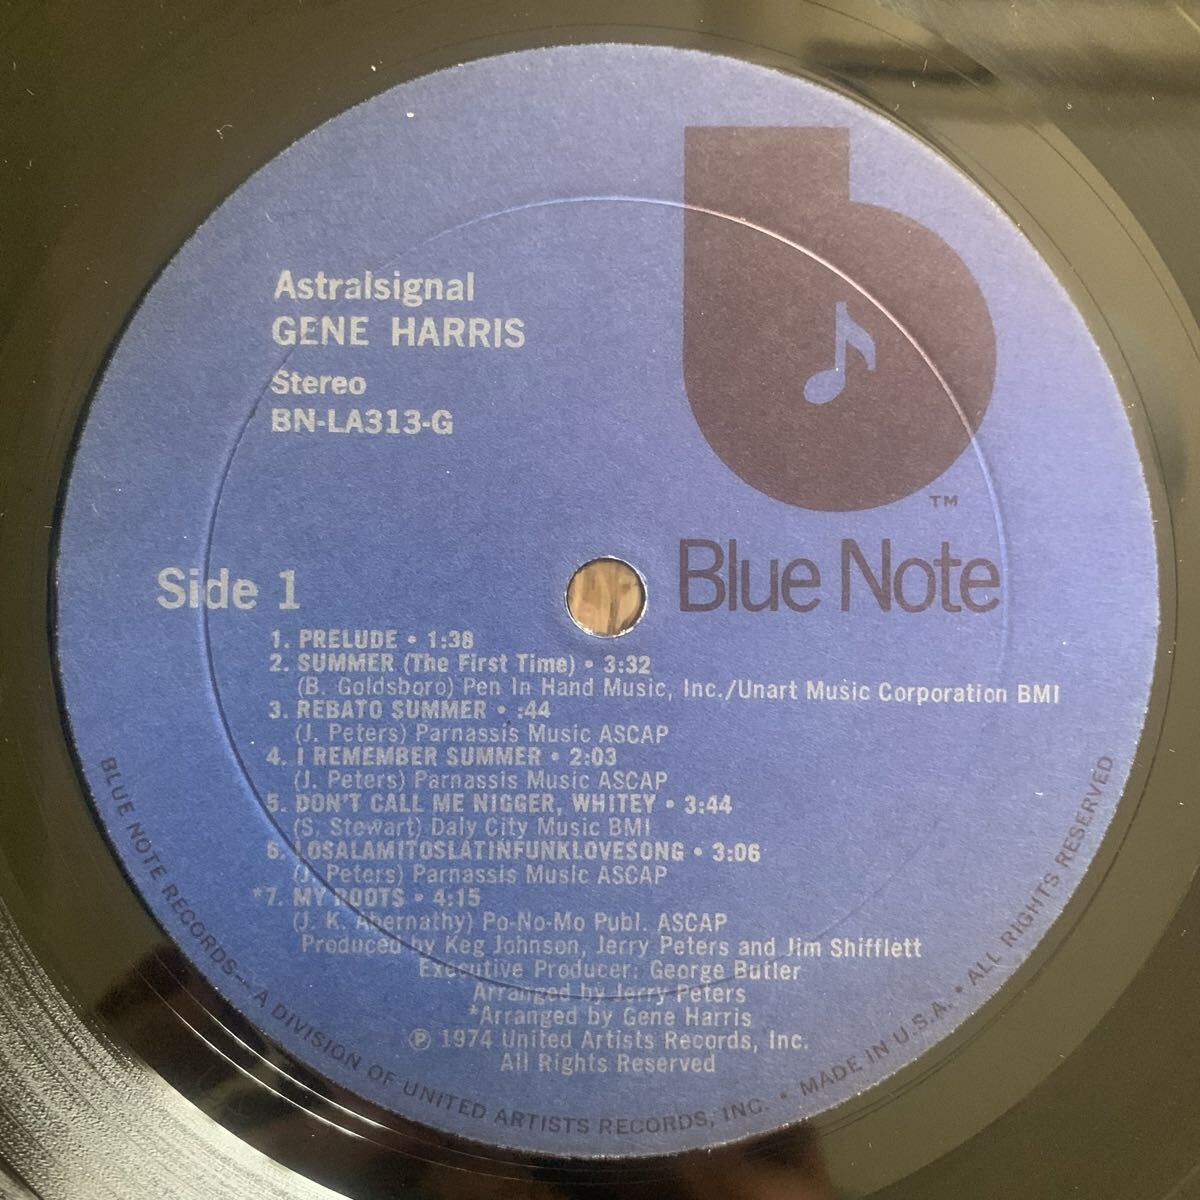 Astralsignal
GENE HARRIS
Stereo
BN-LA313-G
TM
Blue Note
Side 1
1. PRELUDE • 1:38
2. SUMMER (The First Time) • 3:32
(B. Goldsboro) Pen In Hand Music, Inc./Unart Music Corporation BMI
3. REBATO SUMMER • :44
(J. Peters) Parnassis Music ASCAP
4. I REMEMBER SUMMER • 2:03
(J. Peters) Parnassis Music ASCAP
5. DON'T CALL ME NIGGER, WHITEY • 3:44
(S. Stewart) Daly City Music BMI
6. LOSALAMITOSLATINFUNKLOVESONG • 3:06
(J. Peters) Parnassis Music ASCAP
*7. MY ROOTS • 4:15
(J. K. Abernathy) Po-No-Mo Publ. ASCAP
Produced by Keg Johnson, Jerry Peters and Jim Shifflett
Executive Producer: George Butler
Arranged by Jerry Peters
*Arranged by Gene Harris
℗ 1974 United Artists Records, Inc.
All Rights Reserved
BLUE NOTE RECORDS— A DIVISION OF UNITED ARTISTS RECORDS, INC. • MADE IN U.S.A. • ALL RIGHTS RESERVED